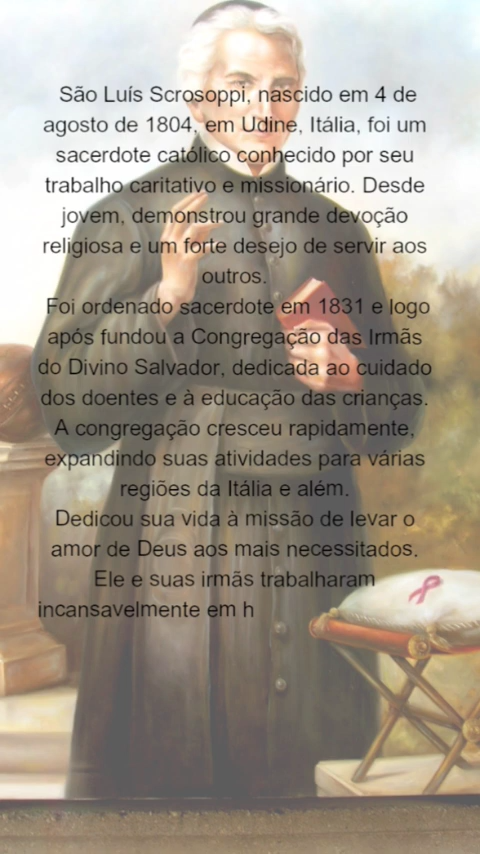 São Luís Scrosoppi, nascido em 4 de
agosto de 1804, em Udine, Itália, foi um
sacerdote católico conhecido por seu
trabalho caritativo e missionário. Desde
jovem, demonstrou grande devoção
religiosa e um forte desejo de servir aos
outros.
Foi ordenado sacerdote em 1831 e logo
após fundou a Congregação das Irmãs
do Divino Salvador, dedicada ao cuidado
dos doentes e à educação das crianças.
A congregação cresceu rapidamente,
expandindo suas atividades para várias
regiões da Itália e além.
Dedicou sua vida à missão de levar o
amor de Deus aos mais necessitados.
Ele e suas irmãs trabalharam
incansavelmente em h